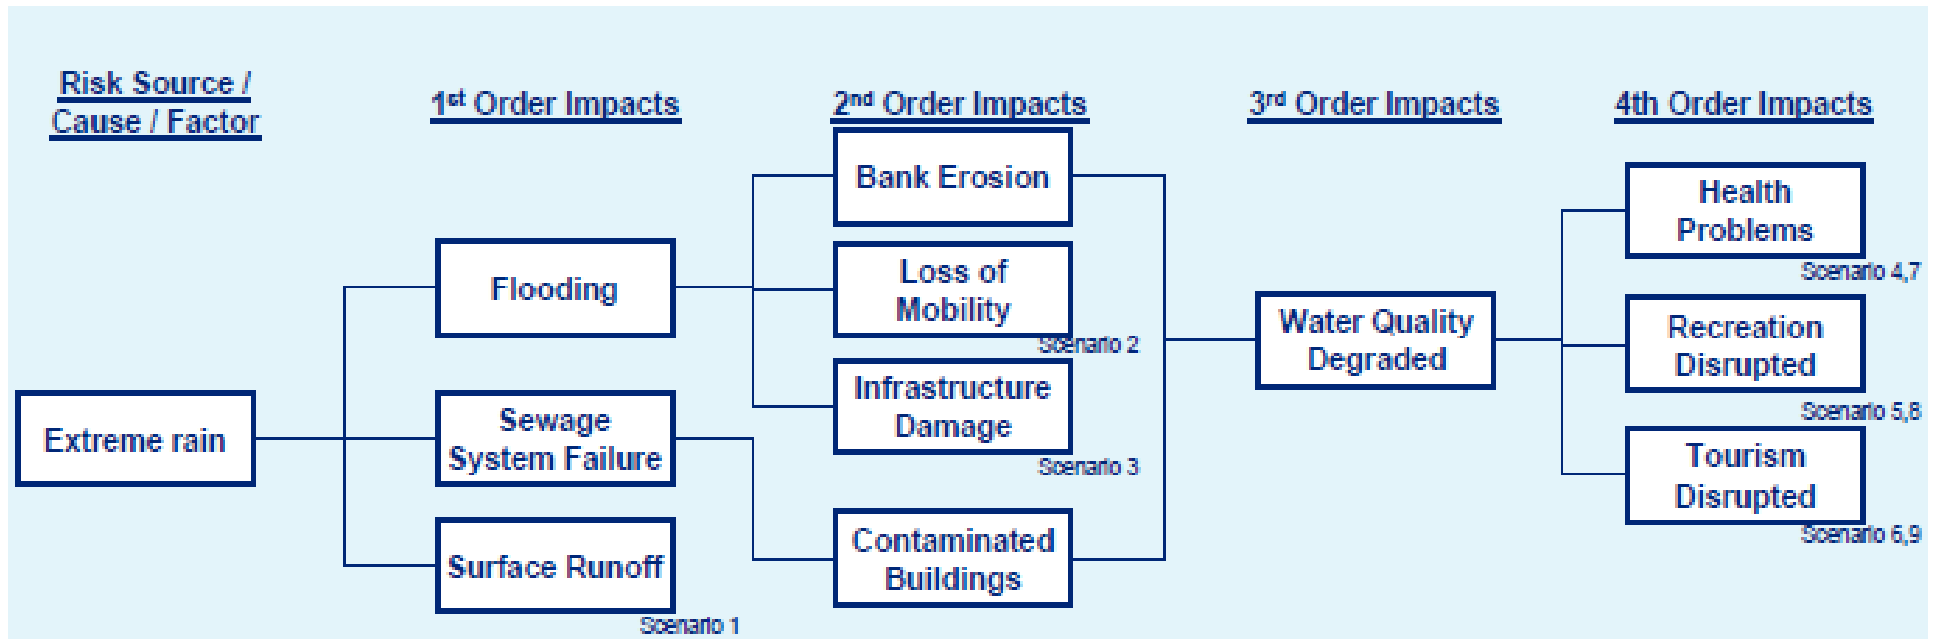 Risk Source /
Cause / Factor
1st Order Impacts
2nd Order Impacts
3rd Order Impacts
4th Order Impacts
Extreme rain
Flooding
Sewage
System Failure
Surface Runoff
Scenario 1
Bank Erosion
Loss of
Mobility
Scenario 2
Infrastructure
Damage
Scenario 3
Contaminated
Buildings
Water Quality
Degraded
Health
Problems
Scenario 4,7
Recreation
Disrupted
Scenario 5,8
Tourism
Disrupted
Scenario 6,9